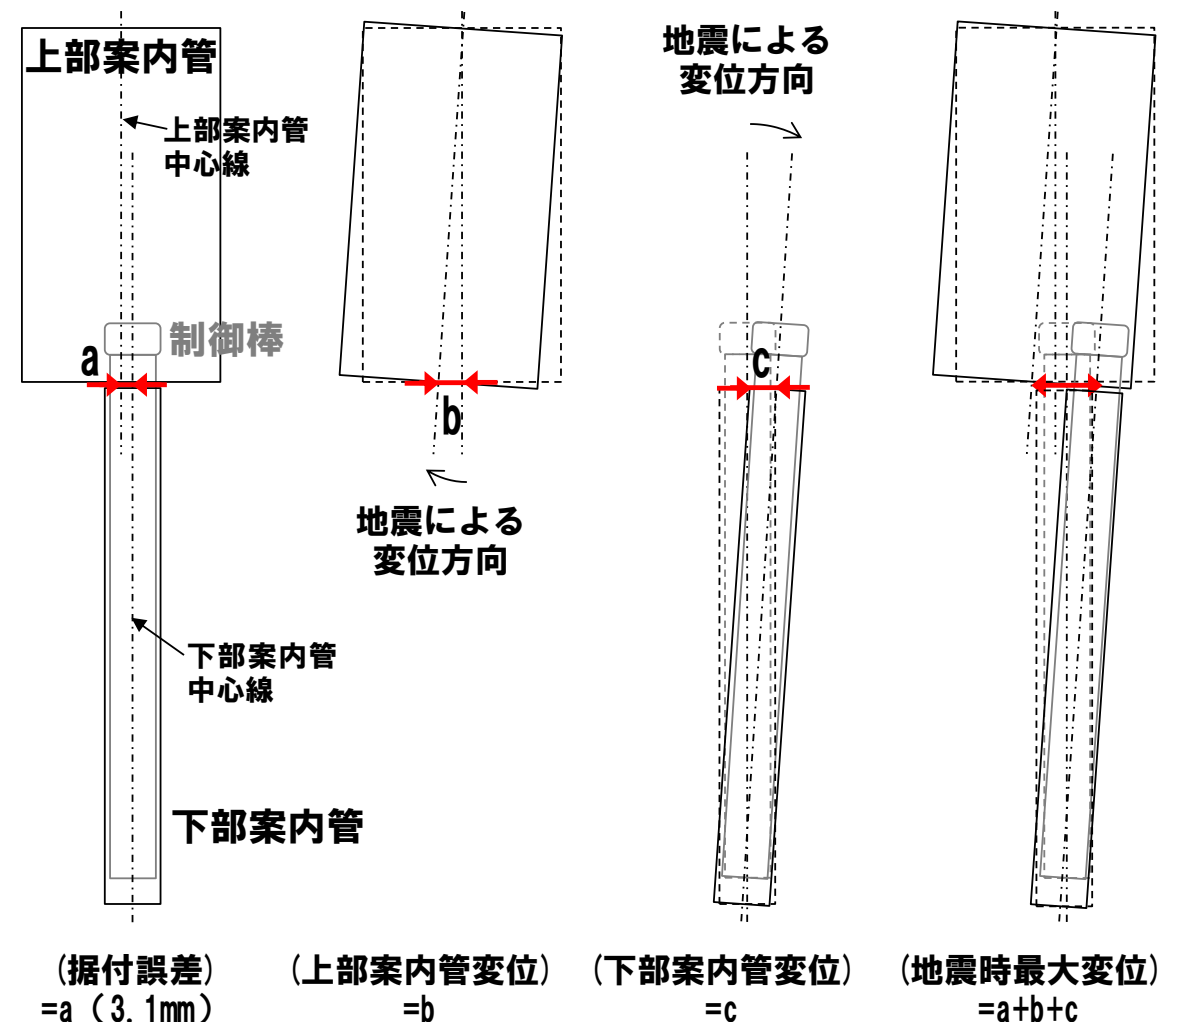 上部案内管
上部案内管
中心線
制御棒
a
下部案内管
中心線
下部案内管
(据付誤差)
=a(3.1mm)
b
地震による
変位方向
(上部案内管変位)
=b
地震による
変位方向
c
(下部案内管変位)
=c
(地震時最大変位)
=a+b+c